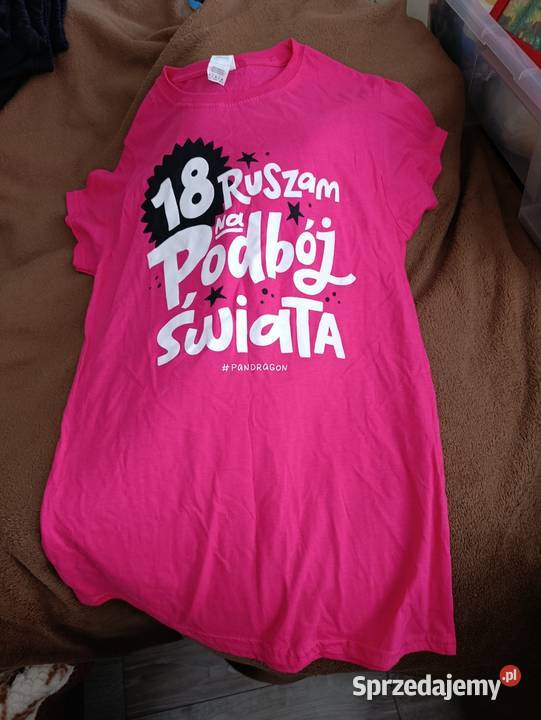 18 RuSzam
na
Podbój
świaTA
#PanDRAGON
Sprzedajemy.pl